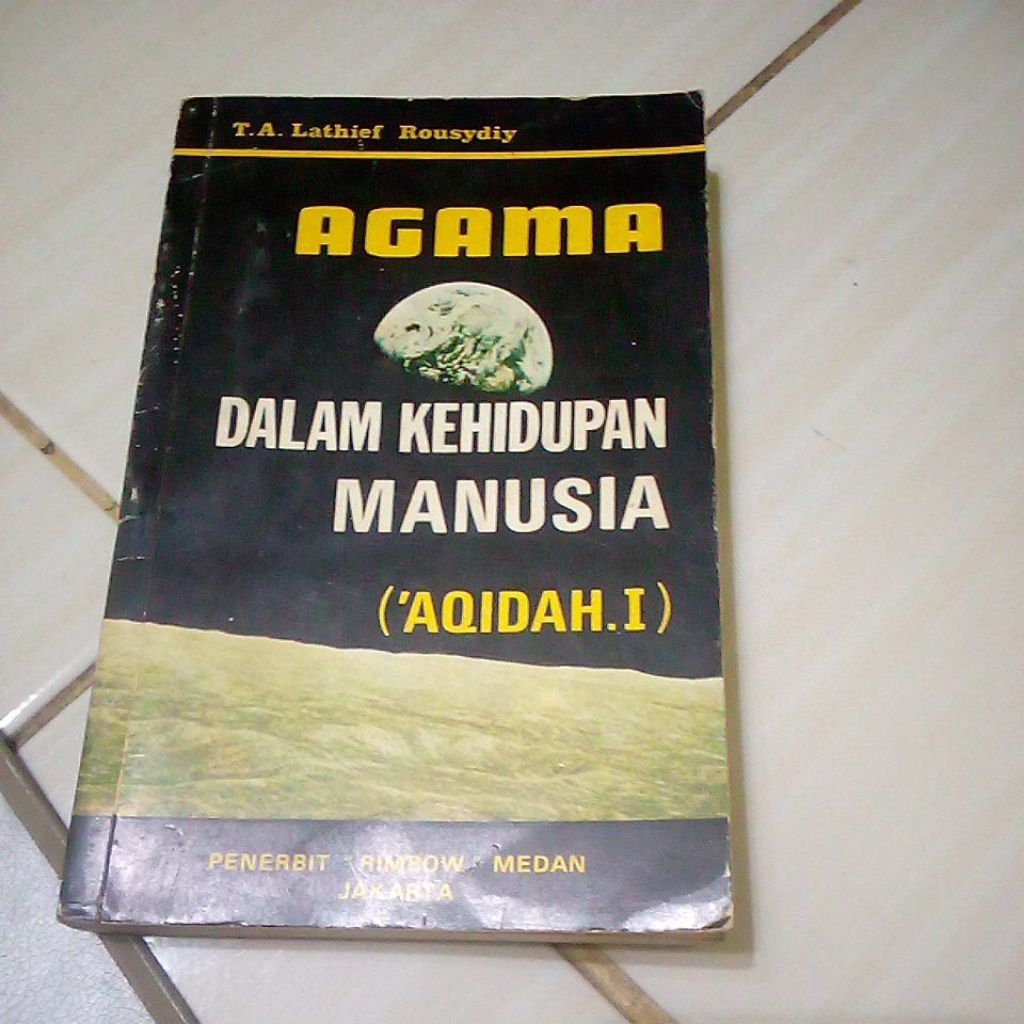 T.A. Lathief Rousydiy
AGAMA
DALAM KEHIDUPAN
MANUSIA
('AQIDAH.I)
PENERBIT "RIMBOW" MEDAN
JAKARTA